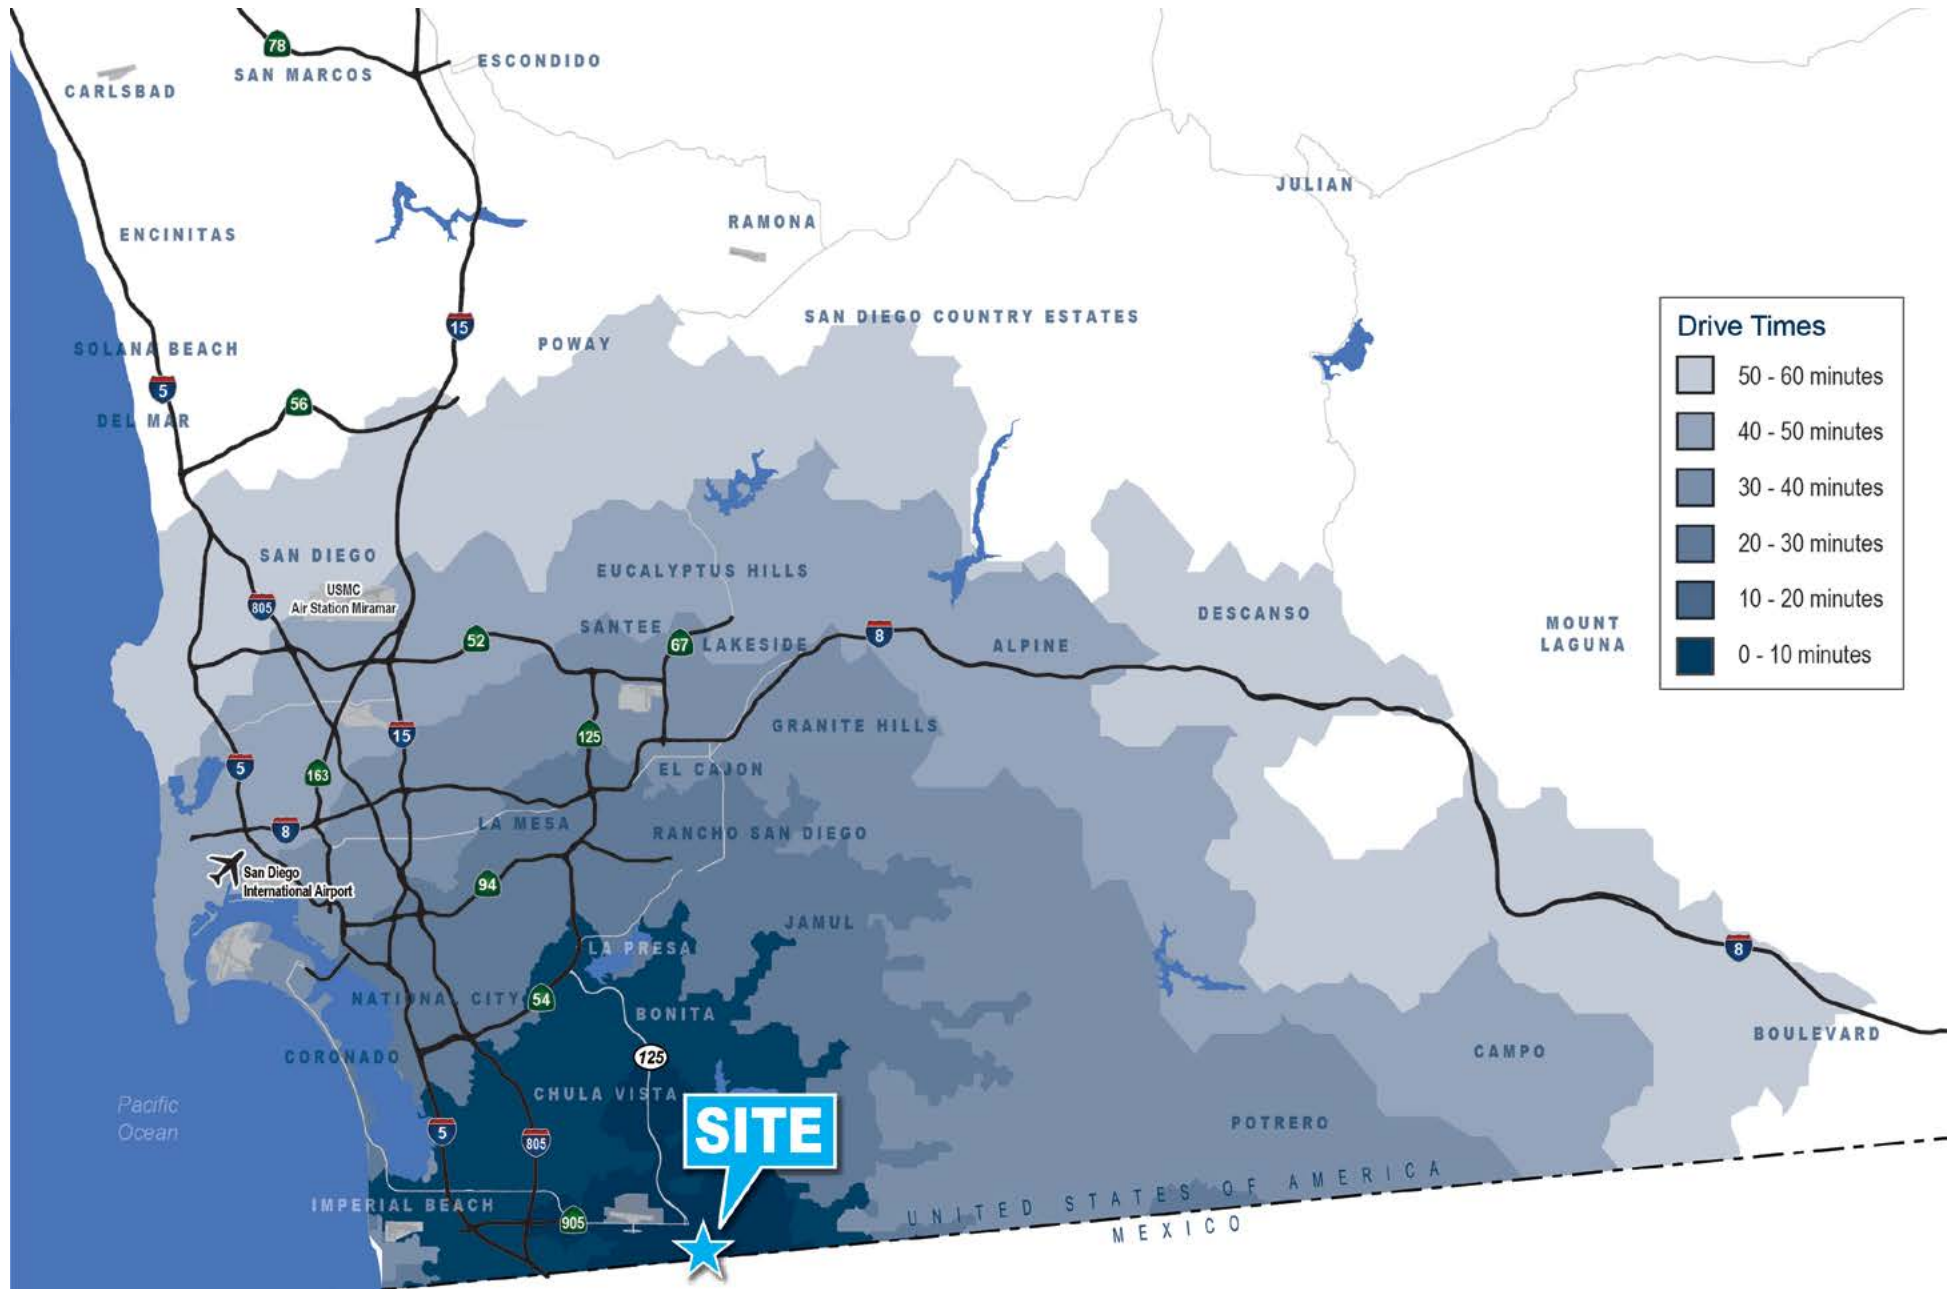 78
SAN MARCOS
ESCONDIDO
CARLSBAD
JULIAN
ENCINITAS
RAMONA
SAN DIEGO COUNTRY ESTATES
15
SOLANA BEACH
POWAY
5
56
DEL MAR
Drive Times
50 - 60 minutes
40 - 50 minutes
30 - 40 minutes
20 - 30 minutes
10 - 20 minutes
0 - 10 minutes
SAN DIEGO
EUCALYPTUS HILLS
USMC
Air Station Miramar
805
DESCANSO
MOUNT
LAGUNA
SANTEE
52
67
LAKESIDE
8
ALPINE
15
125
GRANITE HILLS
5
163
EL CAJON
8
LA MESA
RANCHO SAN DIEGO
San Diego
International Airport
94
JAMUL
LA PRESA
8
NATIONAL CITY
54
BONITA
CORONADO
125
BOULEVARD
CAMPO
CHULA VISTA
Pacific
Ocean
5
805
SITE
POTRERO
IMPERIAL BEACH
905
UNITED STATES OF AMERICA
MEXICO